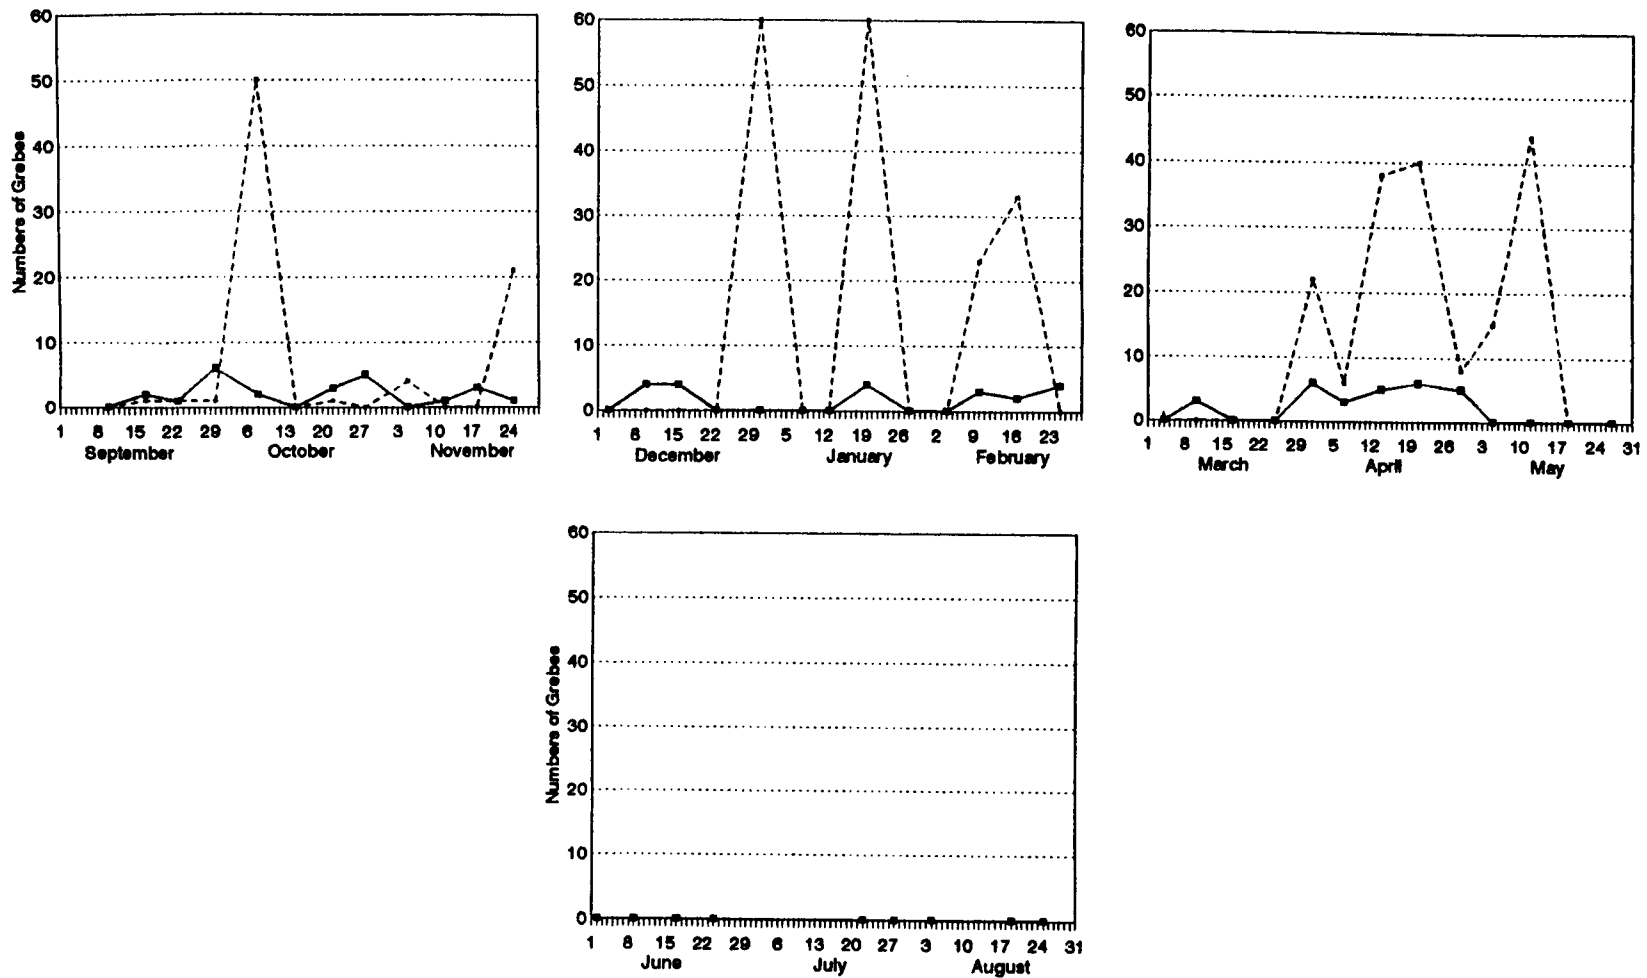 60
50
40
30
20
10
0
Numbers of Grebes
1 8 15 22 29 6 13 20 27 3 10 17 24
September October November
60
50
40
30
20
10
0
1 8 15 22 29 5 12 19 26 2 9 16 23
December January February
60
50
40
30
20
10
0
1 8 15 22 29 5 12 19 26 3 10 17 24 31
March April May
60
50
40
30
20
10
0
Numbers of Grebes
1 8 15 22 29 6 13 20 27 3 10 17 24 31
June July August